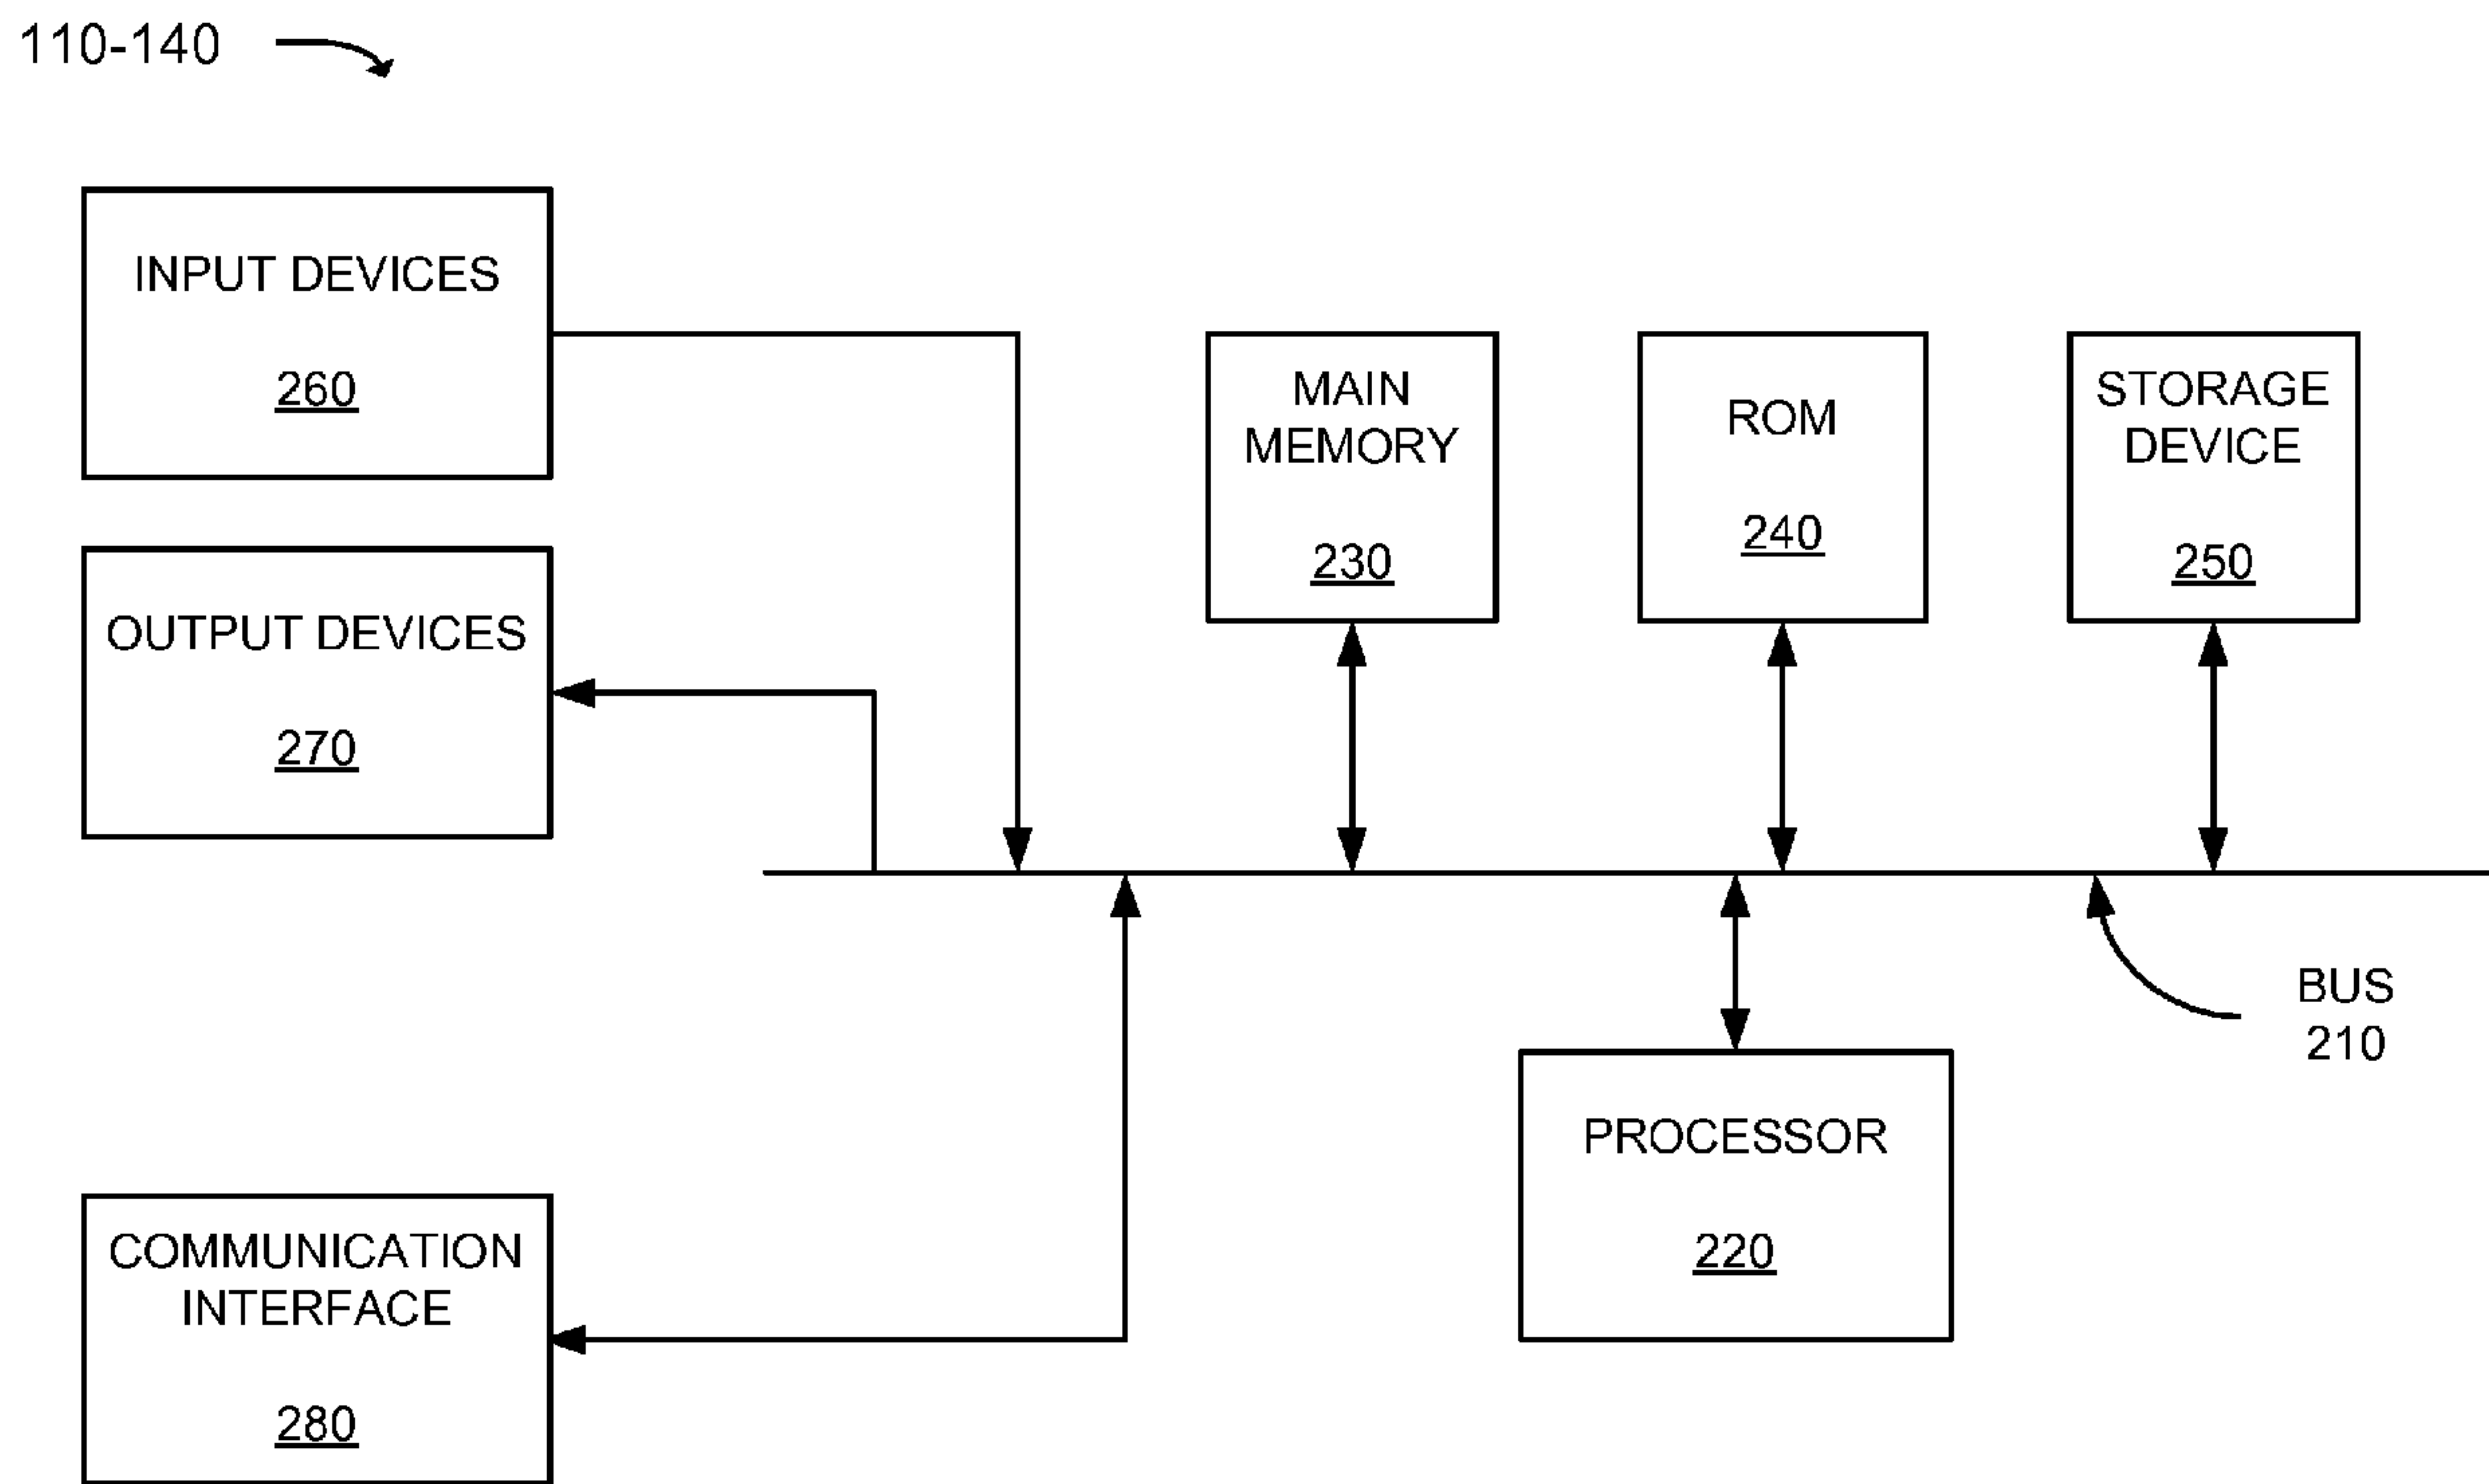 110-140
INPUT DEVICES
260
OUTPUT DEVICES
270
MAIN
MEMORY
230
ROM
240
STORAGE
DEVICE
250
BUS
210
PROCESSOR
220
COMMUNICATION
INTERFACE
280